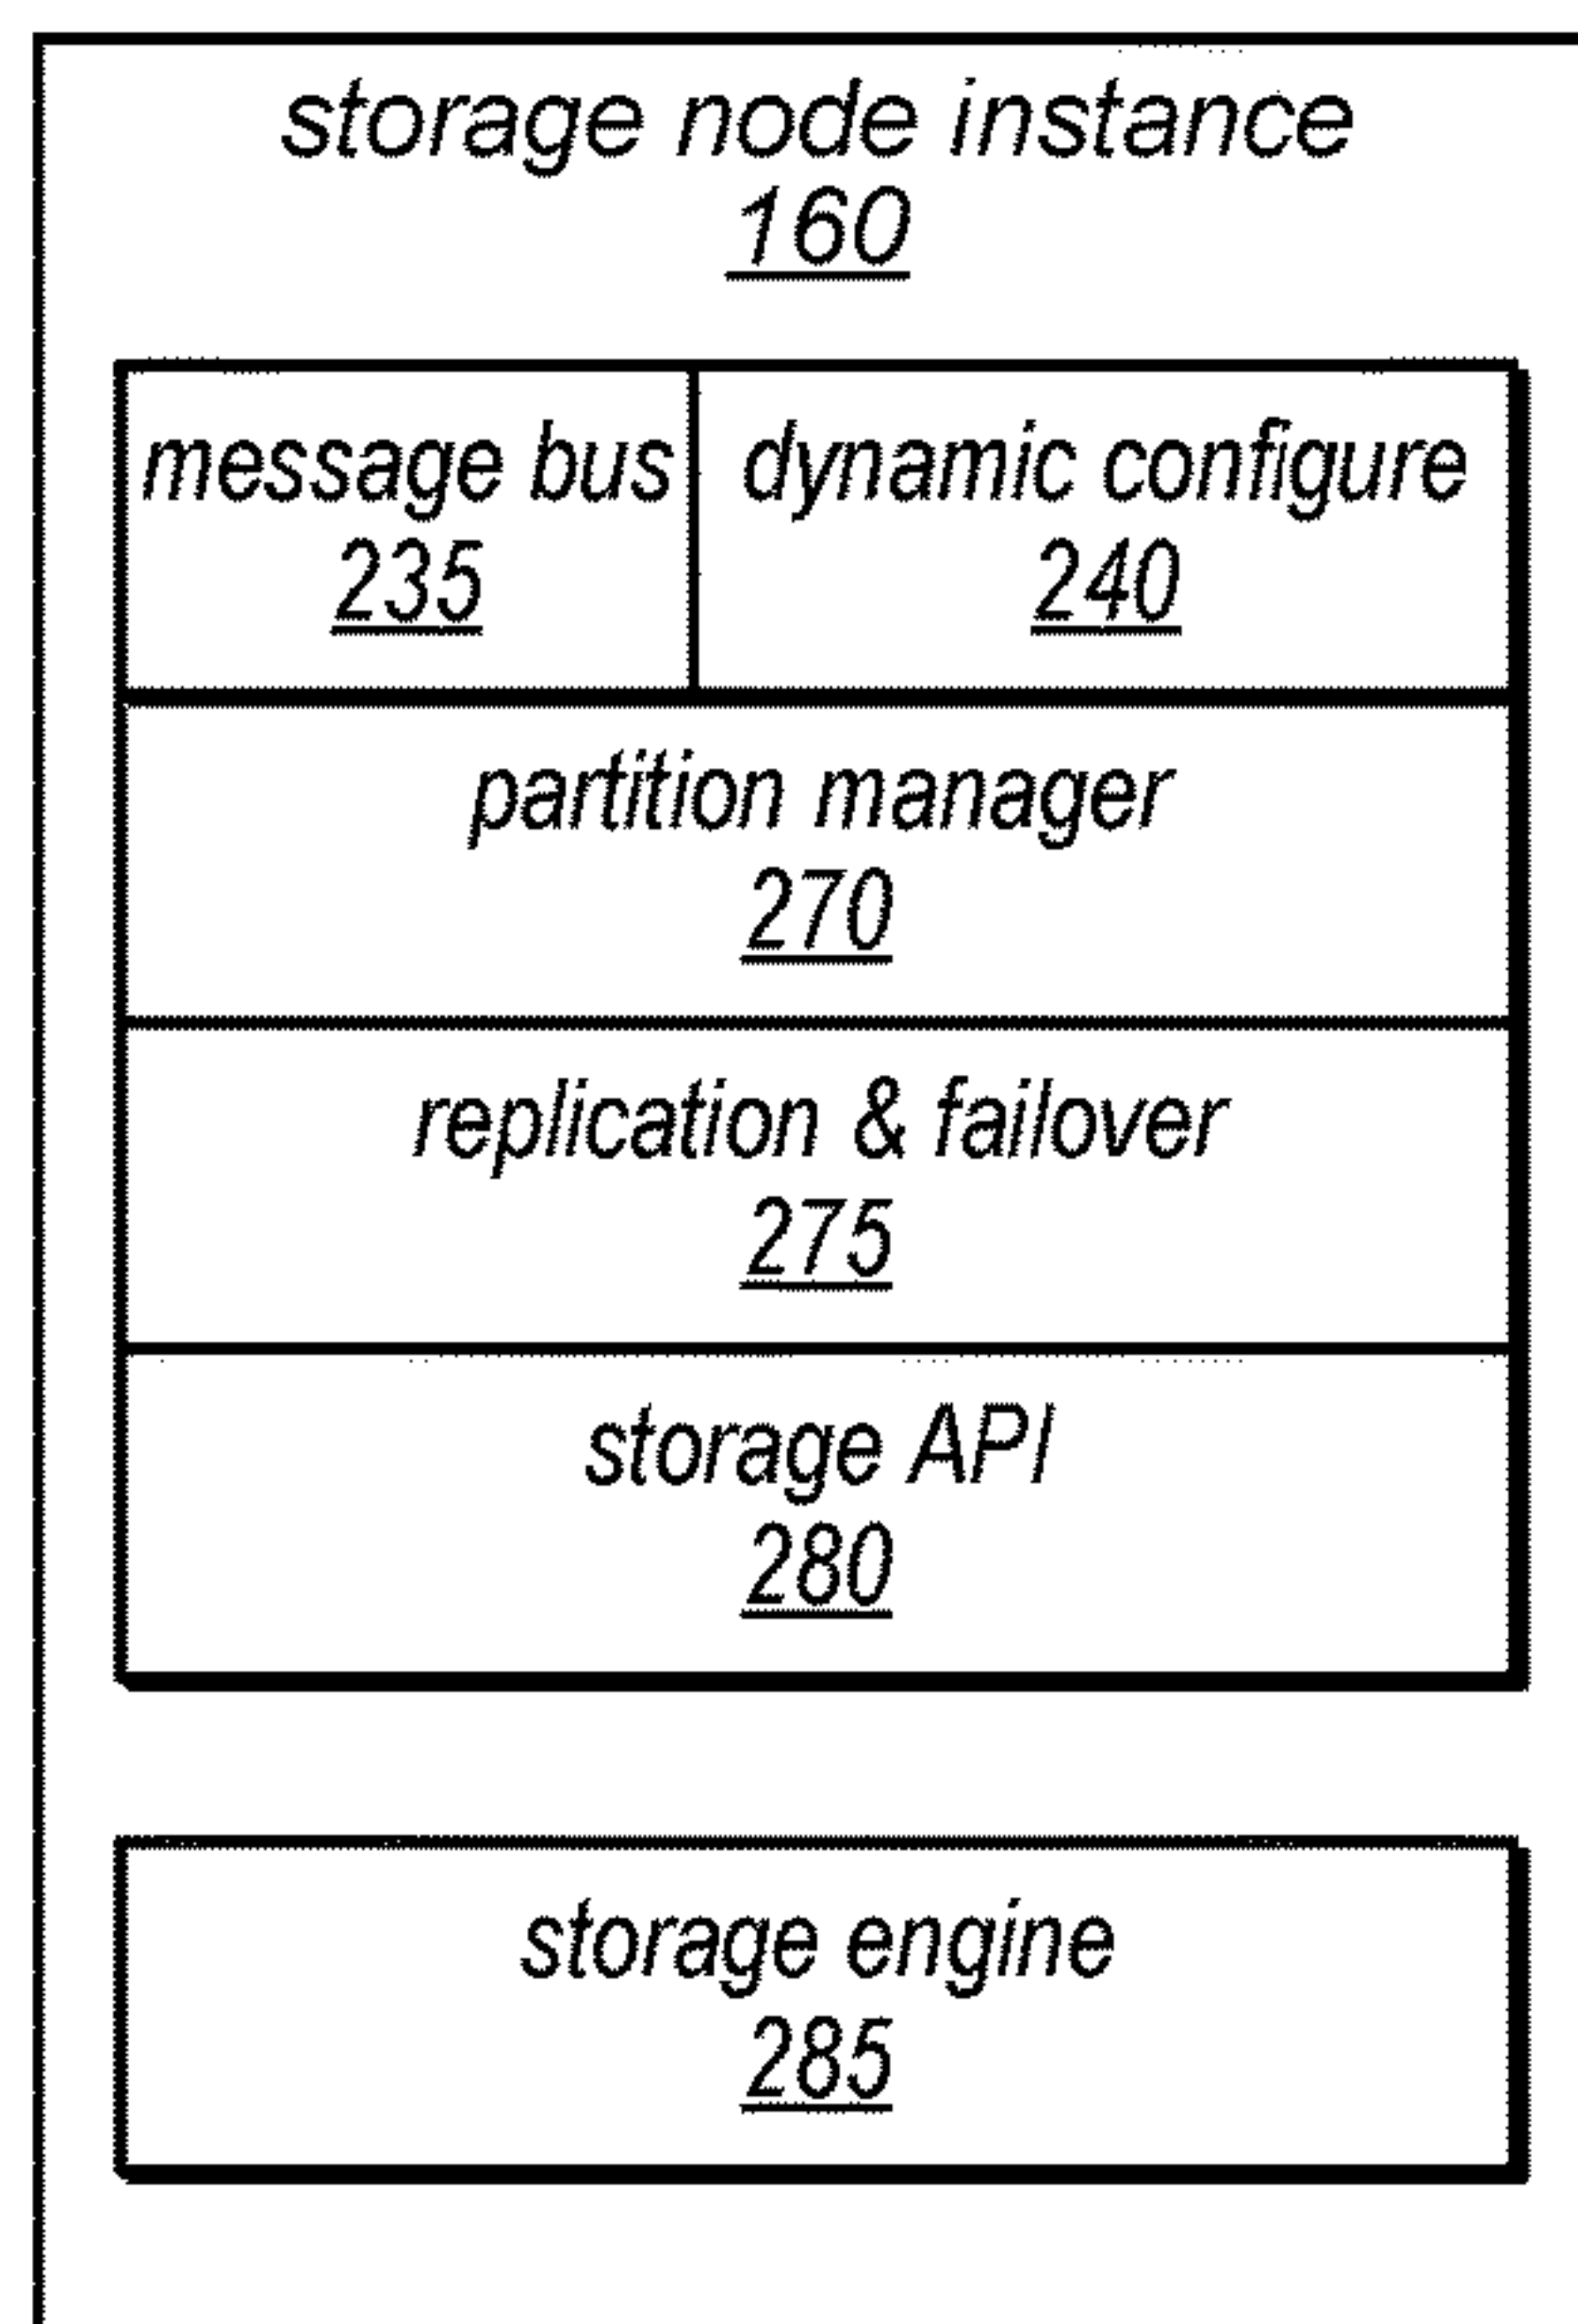 storage node instance
160
message bus
235
dynamic configure
240
partition manager
270
replication & failover
275
storage API
280
storage engine
285